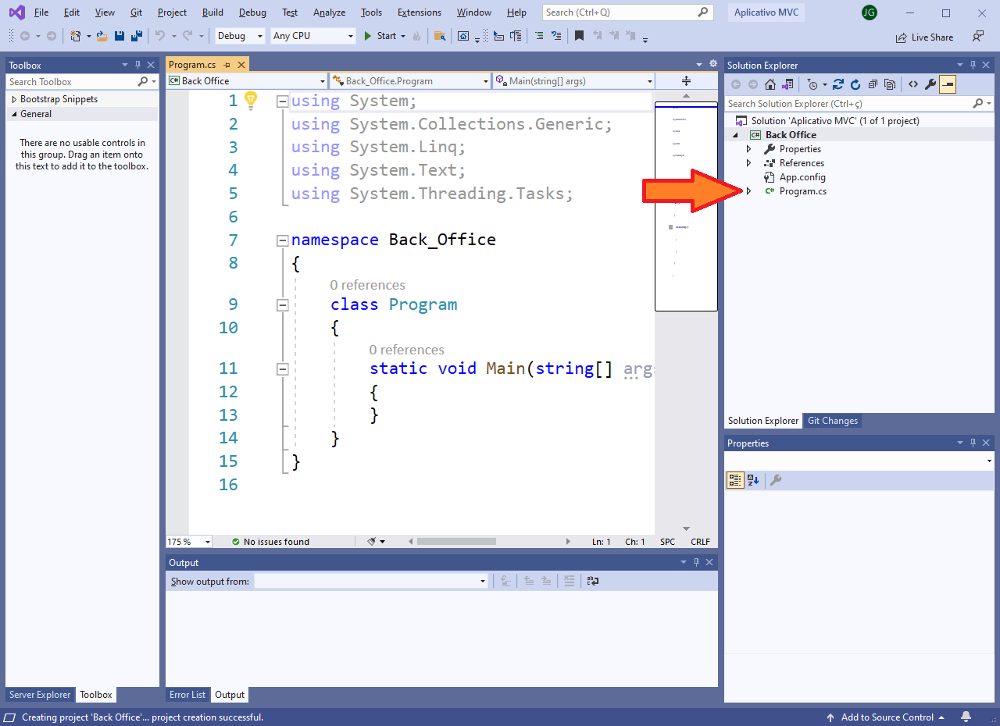 File Edit View Git Project Build Debug Test Analyze Tools Extensions Window Help Search (Ctrl+Q) Aplicativo MVC JG
Debug Any CPU Start Live Share
Toolbox
Search Toolbox
Bootstrap Snippets
General
There are no usable controls in
this group. Drag an item onto
this text to add it to the toolbox.
Server Explorer Toolbox
Program.cs
Back Office Back_Office.Program Main(string[] args)
1 using System;
2 using System.Collections.Generic;
3 using System.Linq;
4 using System.Text;
5 using System.Threading.Tasks;
6
7 namespace Back_Office
8 {
0 references
9 class Program
10 {
0 references
11 static void Main(string[] arg
12 {
13 }
14 }
15 }
16
175 % No issues found Ln: 1 Ch: 1 SPC CRLF
Output
Show output from:
Error List Output
Solution Explorer
Search Solution Explorer (Ctrl+ç)
Solution 'Aplicativo MVC' (1 of 1 project)
Back Office
Properties
References
App.config
Program.cs
Solution Explorer Git Changes
Properties
Creating project 'Back Office'... project creation successful. Add to Source Control